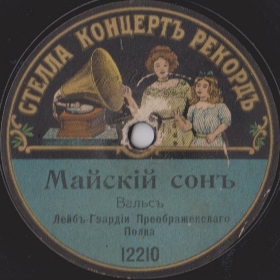 СТЕЛЛА КОНЦЕРТЪ РЕКОРДЪ
Майскій сонъ
Вальсъ
Лейбъ-Гвардіи Преображенскаго
Полка
12210